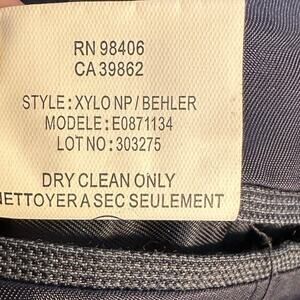 RN 98406
CA 39862
STYLE: XYLO NP / BEHLER
MODELE: E0871134
LOT NO: 303275
DRY CLEAN ONLY
NETTOYER A SEC SEULEMENT